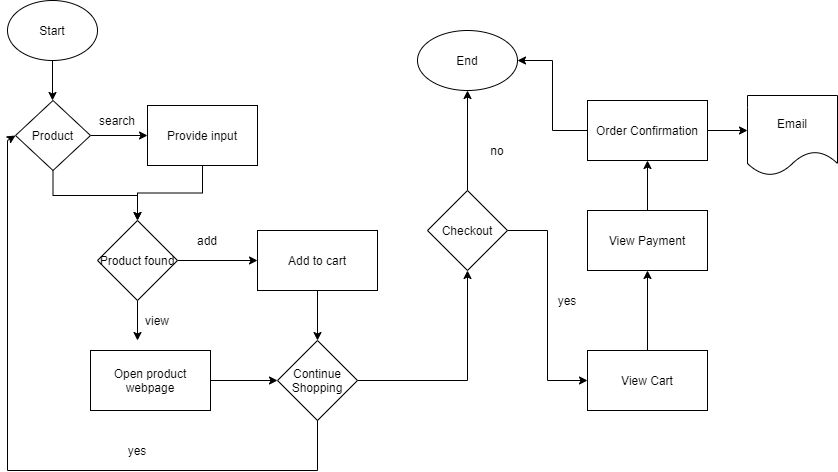 Start
End
search
Product
Provide input
Order Confirmation
Email
no
add
Checkout
View Payment
Product found
Add to cart
yes
view
Open product
webpage
Continue
Shopping
View Cart
yes